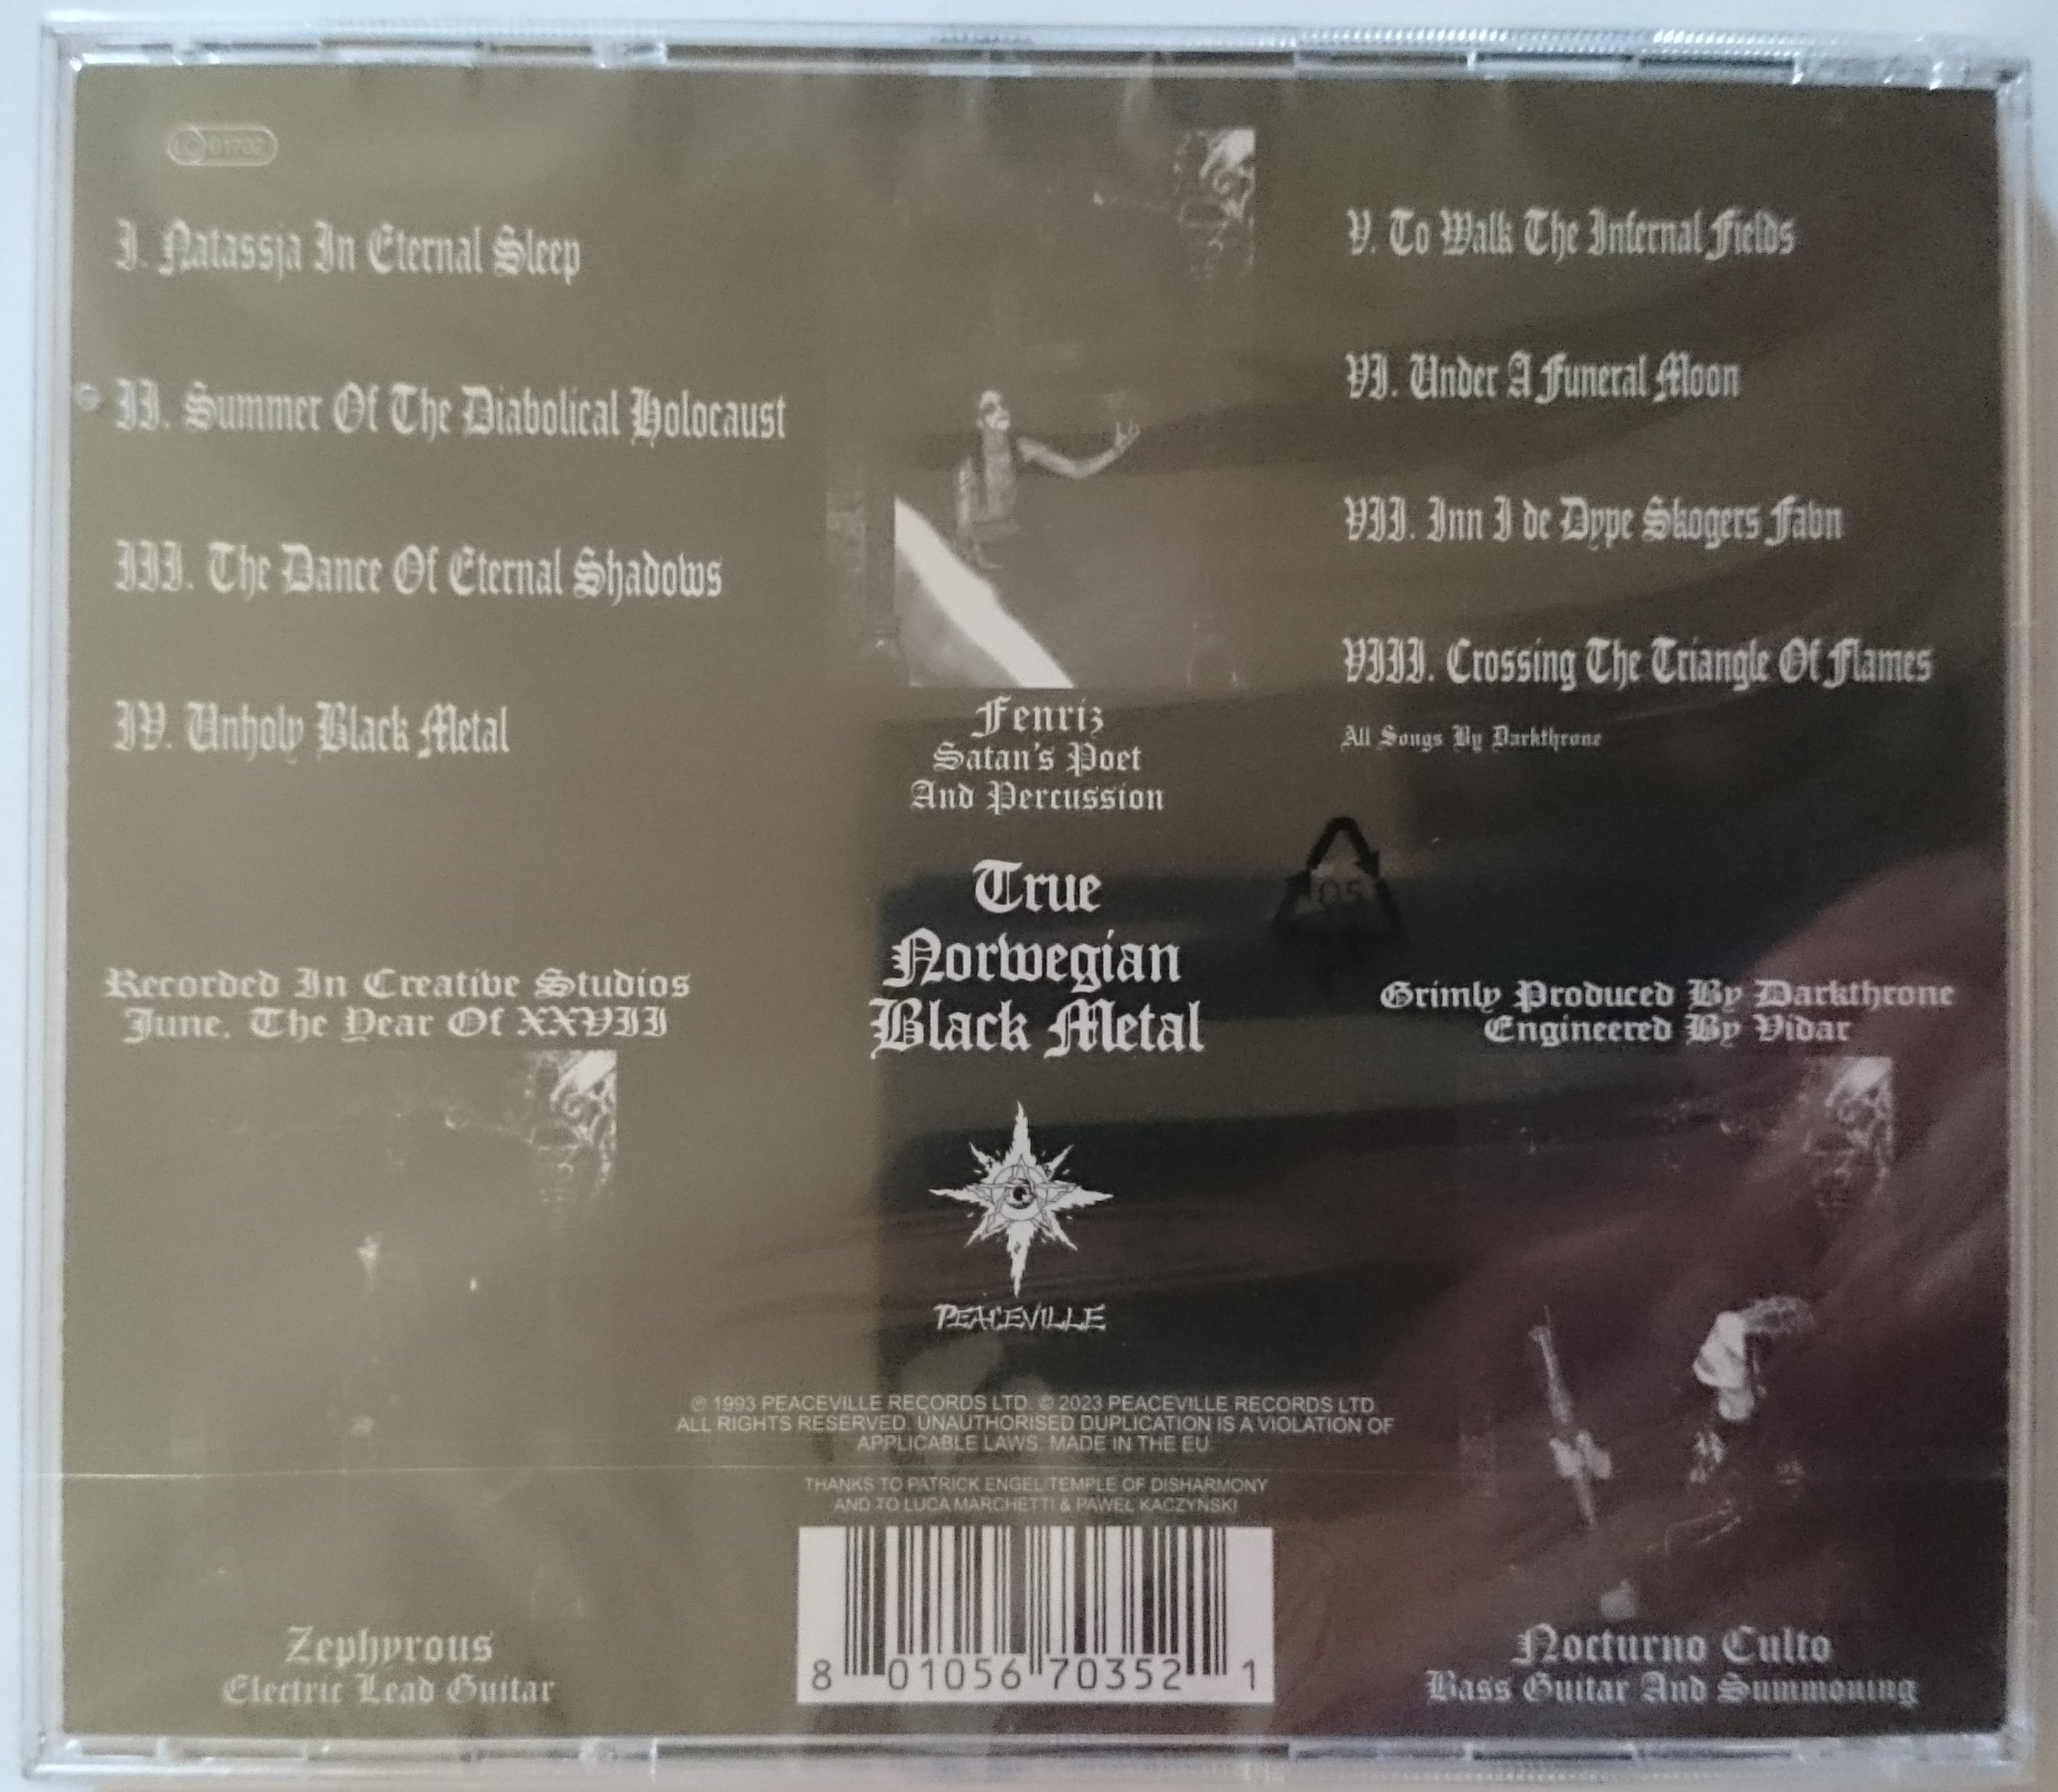 LC 01702
I. Natassja In Eternal Sleep
II. Summer Of The Diabolical Holocaust
III. The Dance Of Eternal Shadows
IV. Unholy Black Metal
V. To Walk The Infernal Fields
VI. Under A Funeral Moon
VII. Inn I de Dype Skogers Favn
VIII. Crossing The Triangle Of Flames
All Songs By Darkthrone
Fenriz
Satan's Poet
And Percussion
True
Norwegian
Black Metal
05
Recorded In Creative Studios
June. The Year Of XXVII
Grimly Produced By Darkthrone
Engineered By Vidar
PEACEVILLE
℗ 1993 PEACEVILLE RECORDS LTD. © 2023 PEACEVILLE RECORDS LTD.
ALL RIGHTS RESERVED. UNAUTHORISED DUPLICATION IS A VIOLATION OF
APPLICABLE LAWS. MADE IN THE EU.
THANKS TO PATRICK ENGEL/TEMPLE OF DISHARMONY
AND TO LUCA MARCHETTI & PAWEŁ KACZYŃSKI
8 01056 70352 1
Zephyrous
Electric Lead Guitar
Nocturno Culto
Bass Guitar And Summoning